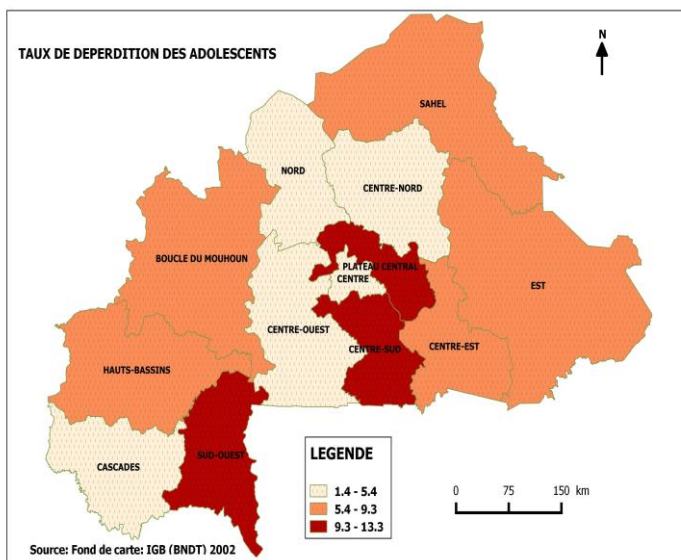 TAUX DE DEPERDITION DES ADOLESCENTS
N
SAHEL
NORD
CENTRE-NORD
BOUCLE DU MOUHOUN
PLATEAU CENTRAL
CENTRE
EST
CENTRE-OUEST
CENTRE-SUD
CENTRE-EST
HAUTS-BASSINS
SUD-OUEST
CASCADES
LEGENDE
1.4 - 5.4
5.4 - 9.3
9.3 - 13.3
0 75 150 km
Source: Fond de carte: IGB (BNDT) 2002